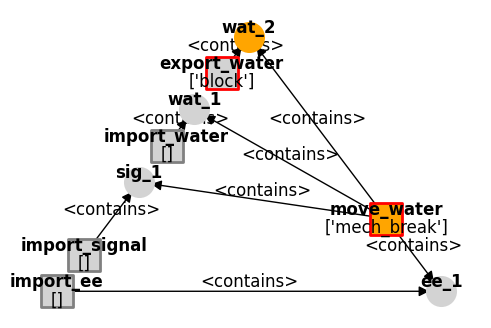 wat_2
<contains>
export_water
['block']
wat_1
<contains>
<contains>
import_water
[]
<contains>
sig_1
<contains>
<contains>
move_water
['mech_break']
<contains>
import_signal
[]
import_ee
[]
<contains>
ee_1